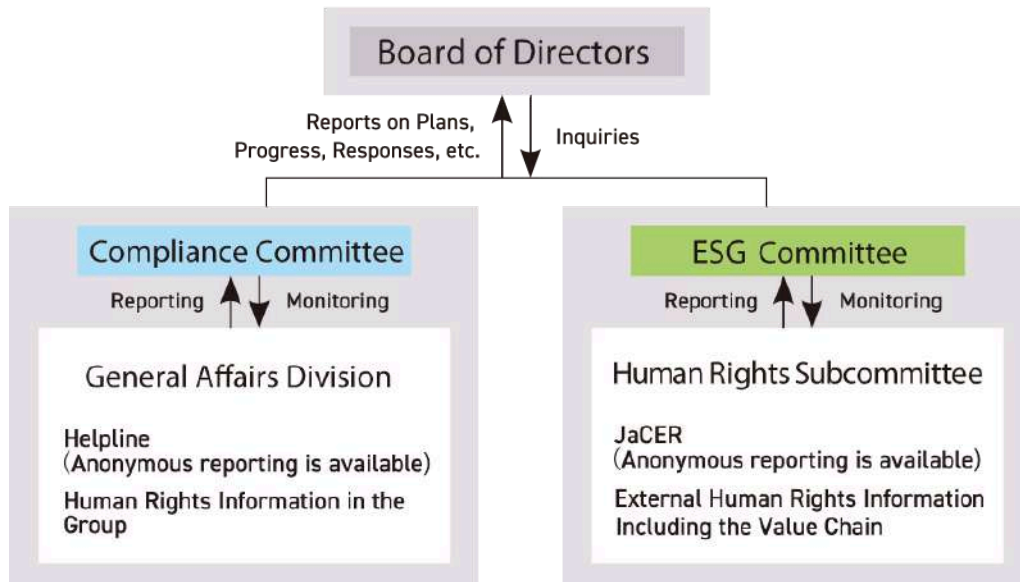 Board of Directors
Reports on Plans,
Progress, Responses, etc.
Inquiries
Compliance Committee
Reporting
Monitoring
General Affairs Division
Helpline
(Anonymous reporting is available)
Human Rights Information in the
Group
ESG Committee
Reporting
Monitoring
Human Rights Subcommittee
JaCER
(Anonymous reporting is available)
External Human Rights Information
Including the Value Chain